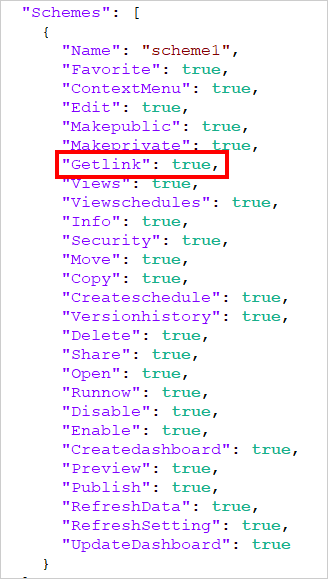 "Schemes": [
{
"Name": "scheme1",
"Favorite": true,
"ContextMenu": true,
"Edit": true,
"Makepublic": true,
"Makeprivate": true,
"Getlink": true,
"Views": true,
"Viewschedules": true,
"Info": true,
"Security": true,
"Move": true,
"Copy": true,
"Createschedule": true,
"Versionhistory": true,
"Delete": true,
"Share": true,
"Open": true,
"Runnow": true,
"Disable": true,
"Enable": true,
"Createdashboard": true,
"Preview": true,
"Publish": true,
"RefreshData": true,
"RefreshSetting": true,
"UpdateDashboard": true
}